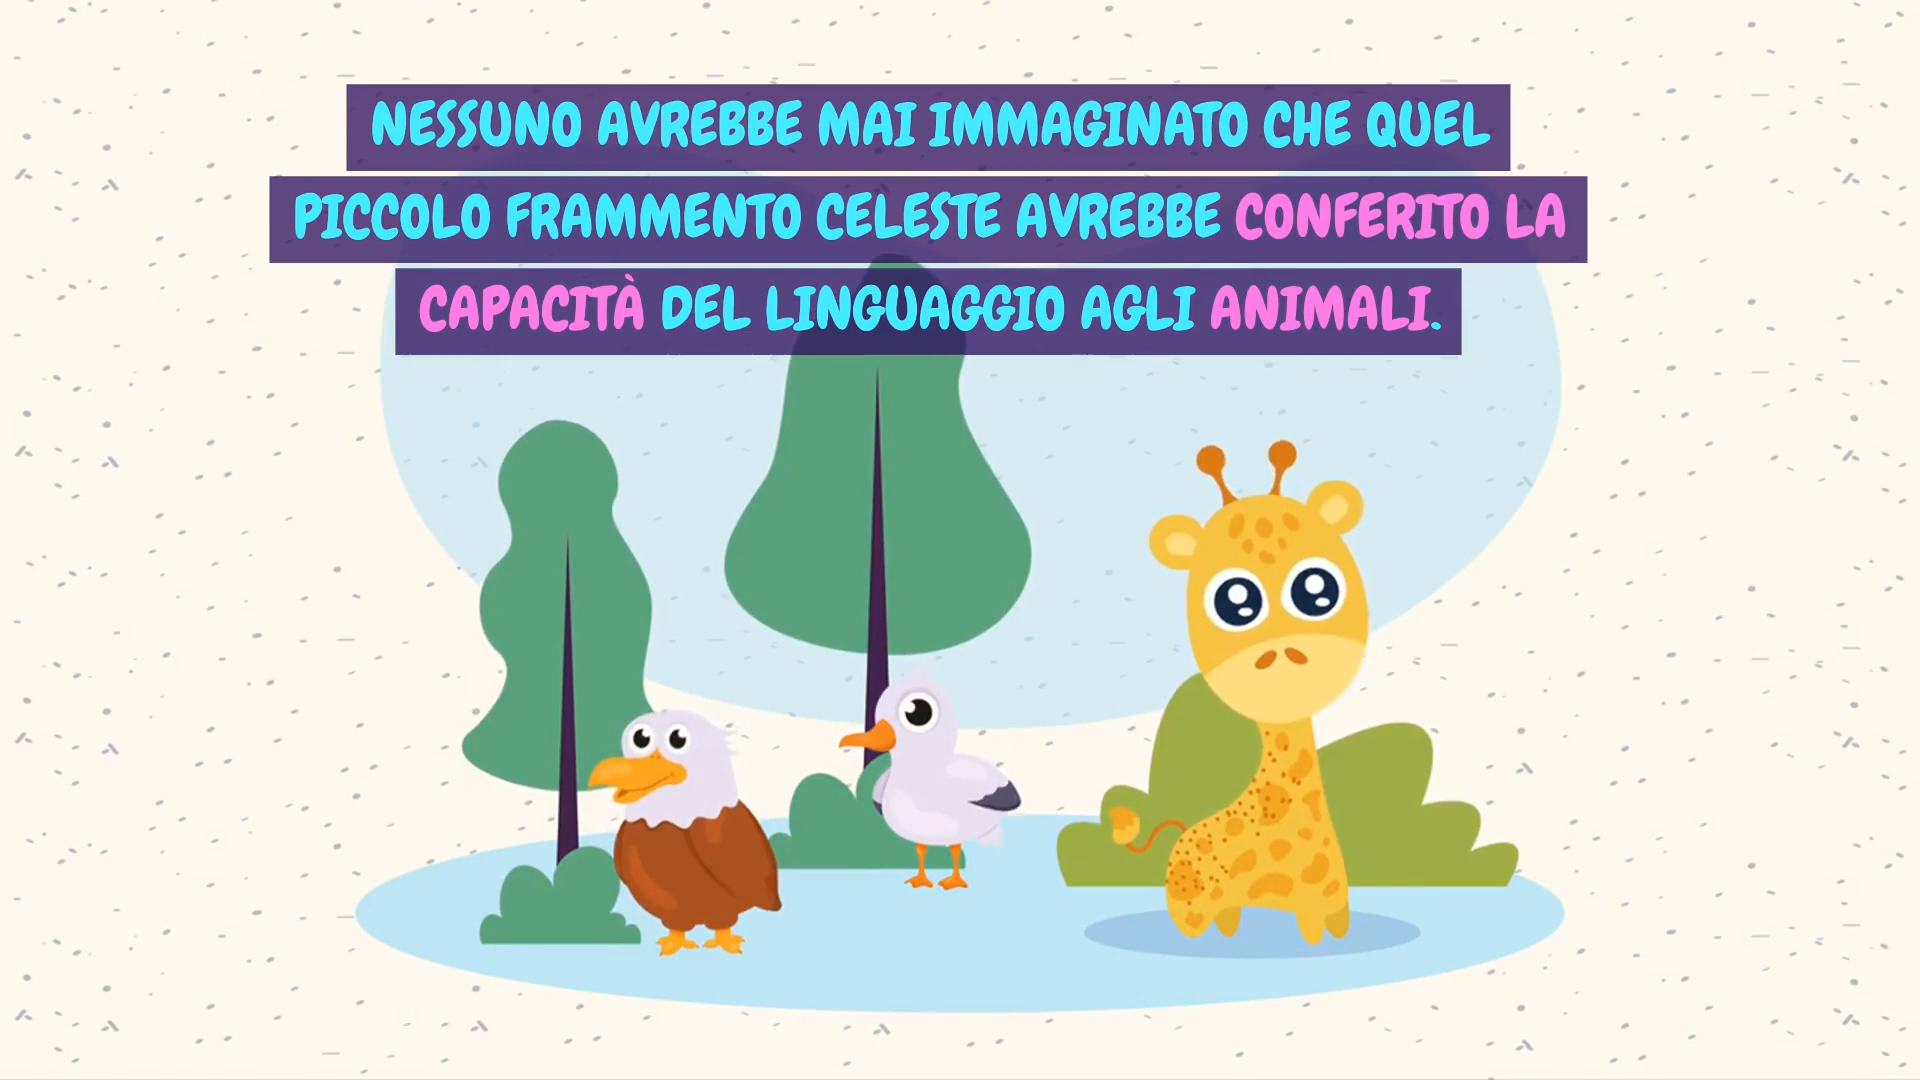 NESSUNO AVREBBE MAI IMMAGINATO CHE QUEL
PICCOLO FRAMMENTO CELESTE AVREBBE CONFERITO LA
CAPACITÀ DEL LINGUAGGIO AGLI ANIMALI.